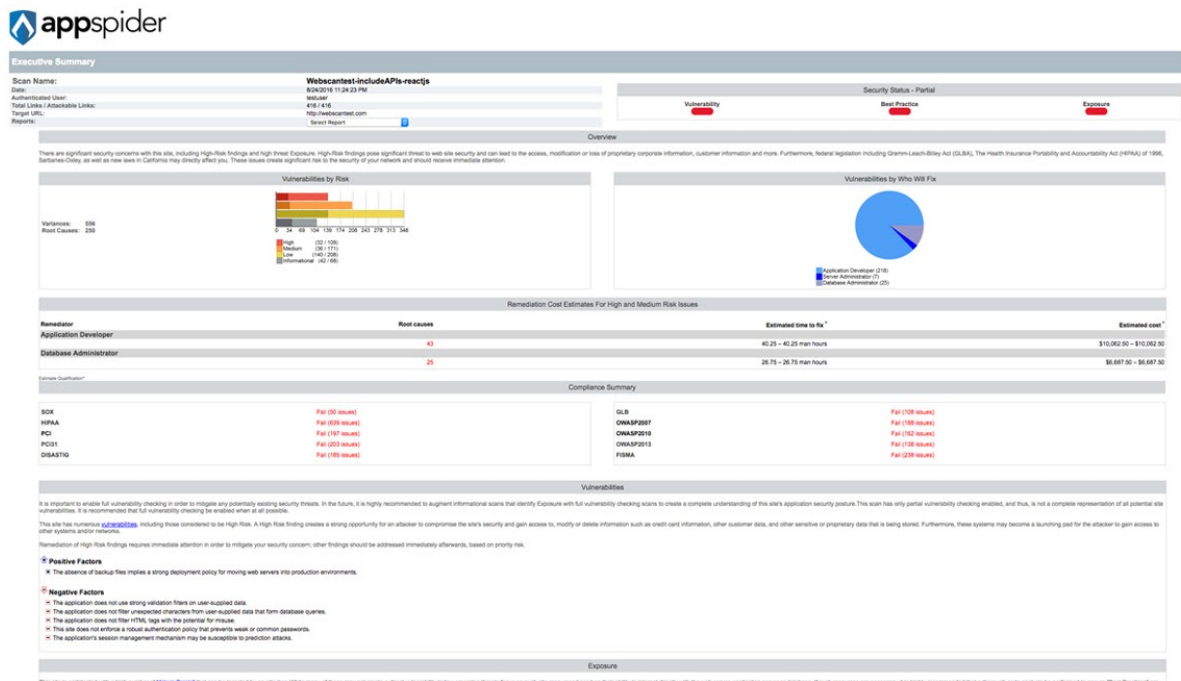 appspider
Executive Summary
Scan Name: Webscantest-includeAPIs-reactjs
Date: 8/24/2016 11:24:23 PM
Authenticated User: testuser
Total Links / Attackable Links: 416 / 416
Target URL: http://webscantest.com
Reports: Select Report
Security Status - Partial
Vulnerability Best Practice Exposure
Overview
There are significant security concerns with this site, including High-Risk findings and high threat Exposure. High-Risk findings pose significant threat to web site security and can lead to the access, modification or loss of proprietary corporate information, customer information and more. Furthermore, federal legislation including Gramm-Leach-Bliley Act (GLBA), The Health Insurance Portability and Accountability Act (HIPAA) of 1996,
Sarbanes-Oxley, as well as new laws in California may directly affect you. These issues create significant risk to the security of your network and should receive immediate attention.
Vulnerabilities by Risk
Variances: 556
Root Causes: 250
0 34 69 104 139 174 208 243 278 313 348
High (32 / 109)
Medium (36 / 171)
Low (140 / 208)
Informational (42 / 68)
Vulnerabilities by Who Will Fix
Application Developer (218)
Server Administrator (7)
Database Administrator (25)
Remediation Cost Estimates For High and Medium Risk Issues
Remediator Root causes Estimated time to fix * Estimated cost *
Application Developer
43 40.25 – 40.25 man hours $10,062.50 – $10,062.50
Database Administrator
25 26.75 – 26.75 man hours $6,687.50 – $6,687.50
Estimate Qualification*
Compliance Summary
SOX Fail (50 issues)
HIPAA Fail (639 issues)
PCI Fail (197 issues)
PCI31 Fail (203 issues)
DISASTIG Fail (185 issues)
GLB Fail (109 issues)
OWASP2007 Fail (188 issues)
OWASP2010 Fail (162 issues)
OWASP2013 Fail (138 issues)
FISMA Fail (238 issues)
Vulnerabilities
It is important to enable full vulnerability checking in order to mitigate any potentially existing security threats. In the future, it is highly recommended to augment informational scans that identify Exposure with full vulnerability checking scans to create a complete understanding of this site's application security posture.This scan has only partial vulnerability checking enabled, and thus, is not a complete representation of all potential site
vulnerabilities. It is recommended that full vulnerability checking be enabled when at all possible.
This site has numerous vulnerabilities, including those considered to be High Risk. A High Risk finding creates a strong opportunity for an attacker to compromise the site's security and gain access to, modify or delete information such as credit card information, other customer data, and other sensitive or proprietary data that is being stored. Furthermore, these systems may become a launching pad for the attacker to gain access to
other systems and/or networks.
Remediation of High Risk findings requires immediate attention in order to mitigate your security concern; other findings should be addressed immediately afterwards, based on priority risk.
Positive Factors
The absence of backup files implies a strong deployment policy for moving web servers into production environments.
Negative Factors
The application does not use strong validation filters on user-supplied data.
The application does not filter unexpected characters from user-supplied data that form database queries.
The application does not filter HTML tags with the potential for misuse.
This site does not enforce a robust authentication policy that prevents weak or common passwords.
The application's session management mechanism may be susceptible to prediction attacks.
Exposure